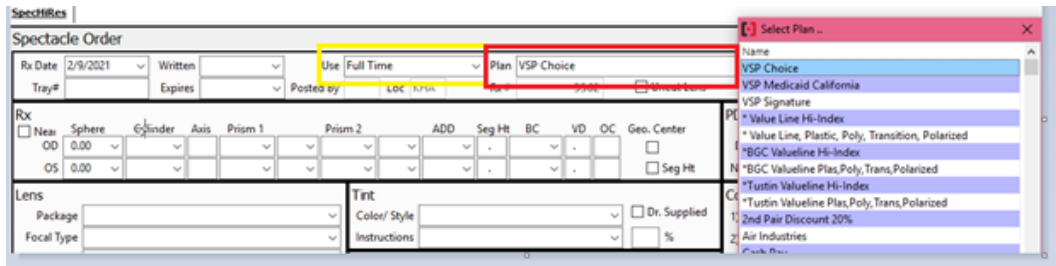 SpecHiRes
Spectacle Order
Rx Date 2/9/2021 Written Use Full Time Plan VSP Choice
Tray# Expires Posted By Loc Rx # Uncut Lens
Rx
Near Sphere Cylinder Axis Prism 1 Prism 2 ADD Seg Ht BC VD OC Geo. Center
OD 0.00 . .
OS 0.00 . . Seg Ht
Lens
Package
Focal Type
Tint
Color/ Style Dr. Supplied
Instructions %
Select Plan ..
Name
VSP Choice
VSP Medicaid California
VSP Signature
* Value Line Hi-Index
* Value Line, Plastic, Poly, Transition, Polarized
*BGC Valueline Hi-Index
*BGC Valueline Plas,Poly,Trans,Polarized
*Tustin Valueline Hi-Index
*Tustin Valueline Plas,Poly,Trans,Polarized
2nd Pair Discount 20%
Air Industries
Cash Pay